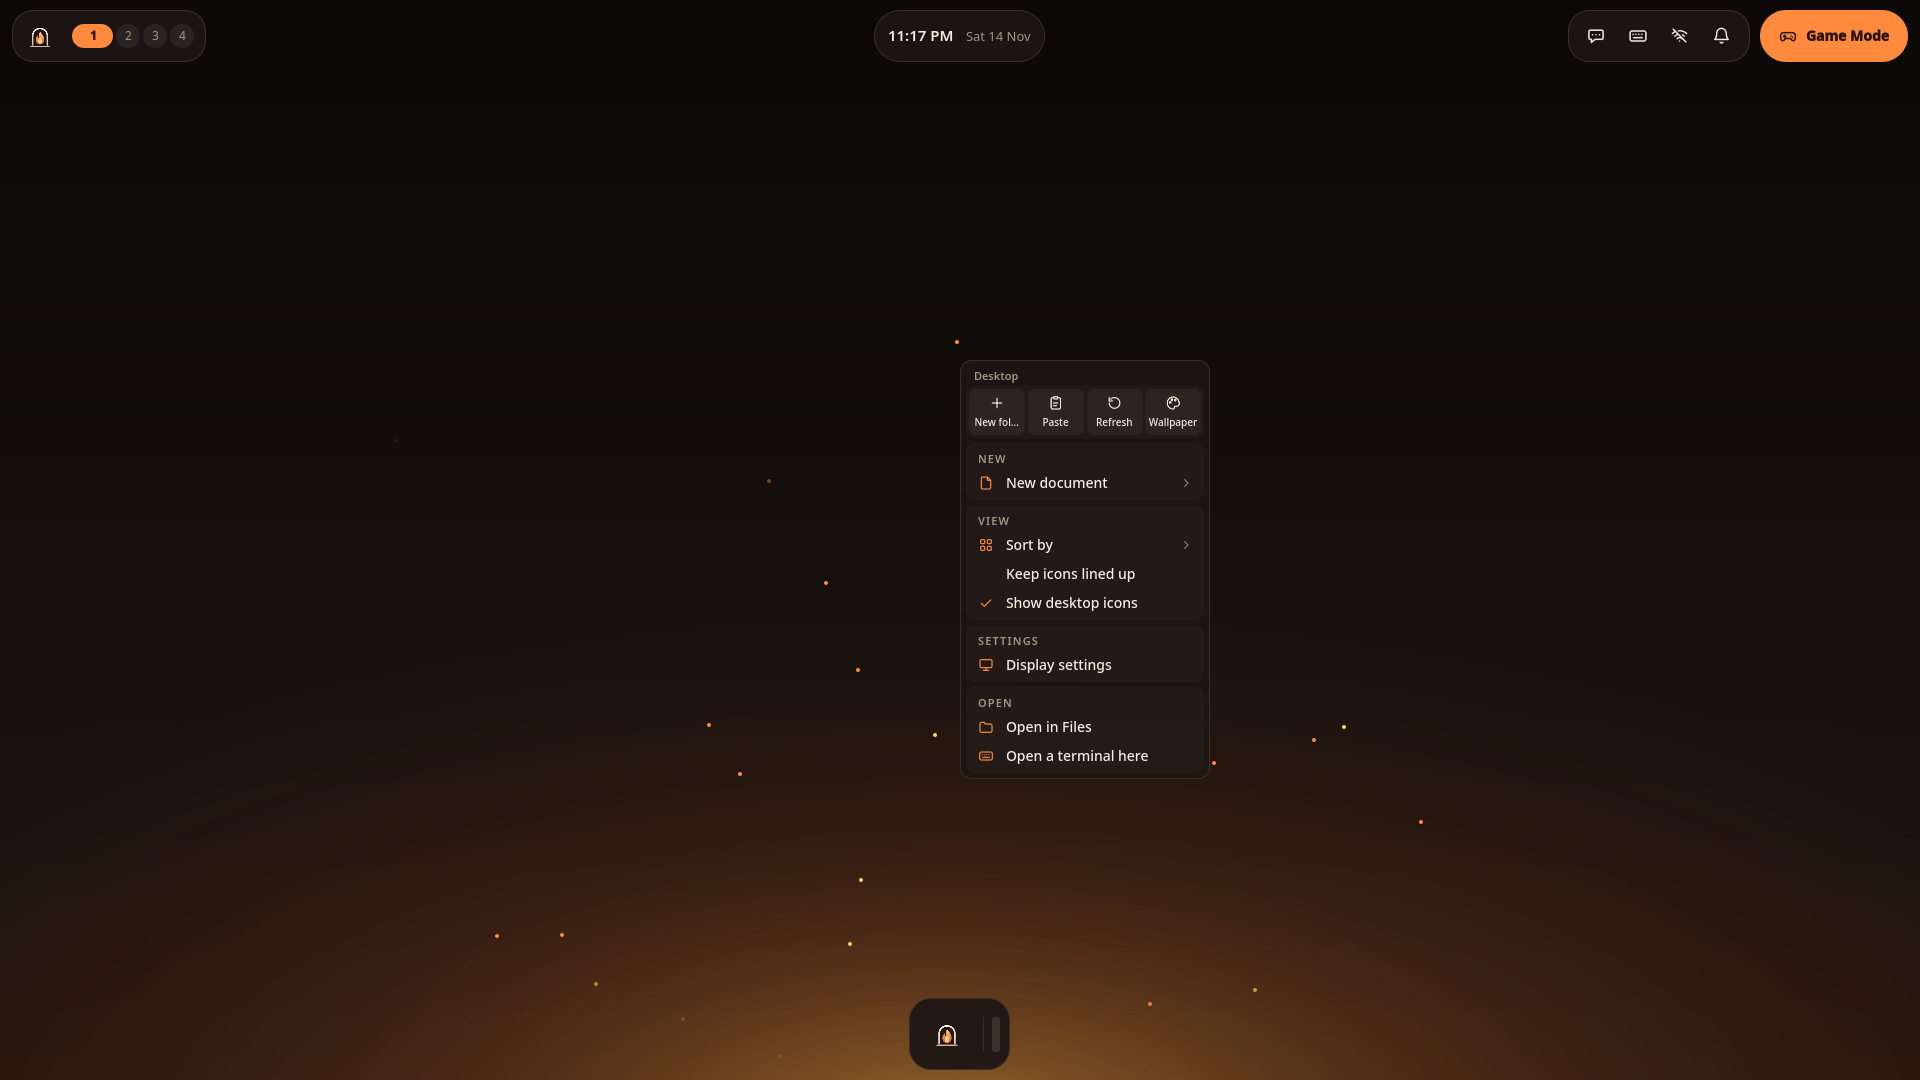 1 2 3 4
11:17 PM Sat 14 Nov
Game Mode
Desktop
New fol... Paste Refresh Wallpaper
NEW
New document
VIEW
Sort by
Keep icons lined up
Show desktop icons
SETTINGS
Display settings
OPEN
Open in Files
Open a terminal here